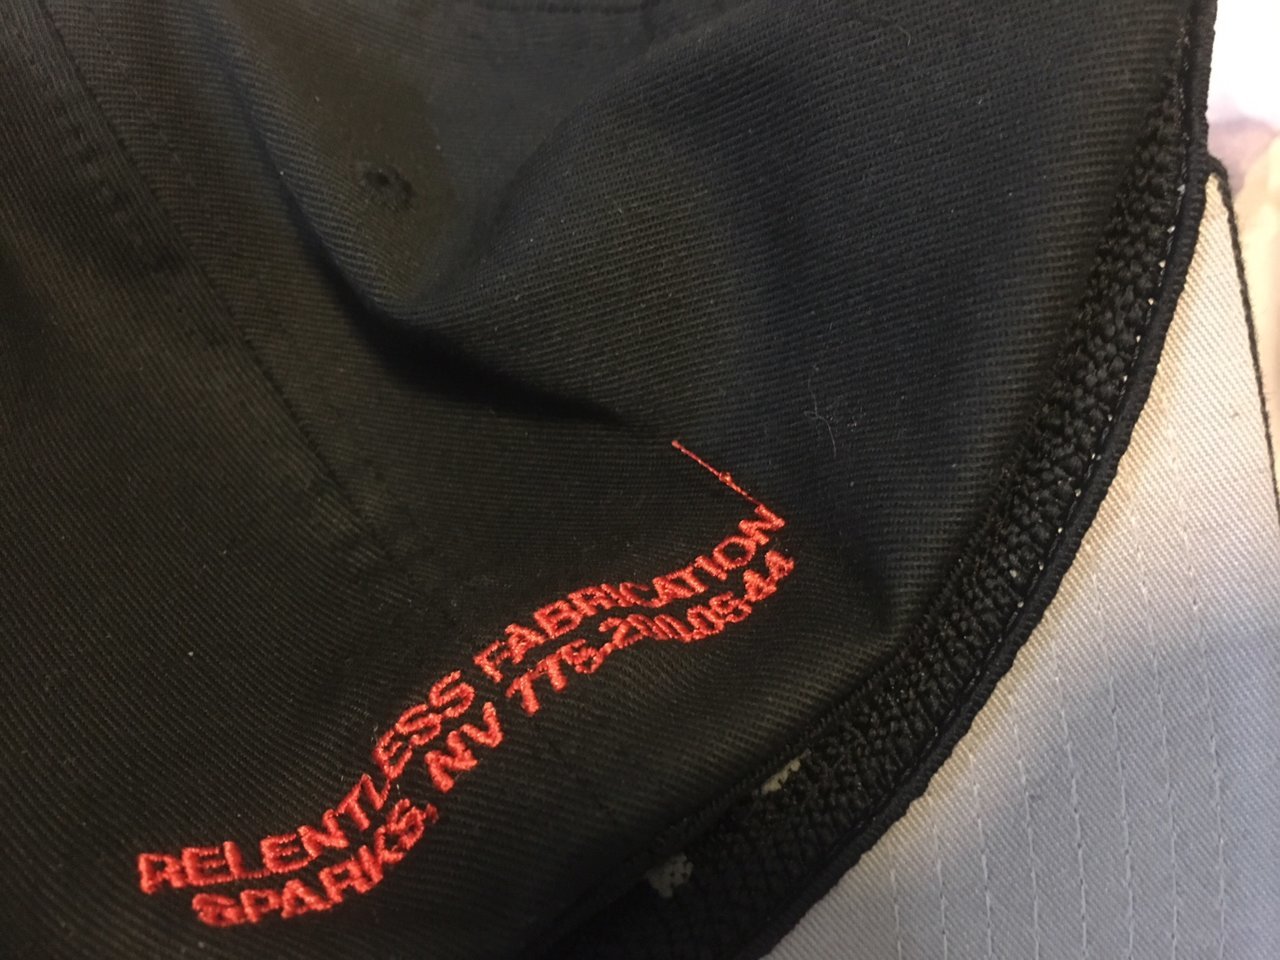 RELENTLESS FABRICATION
SPARKS, NV